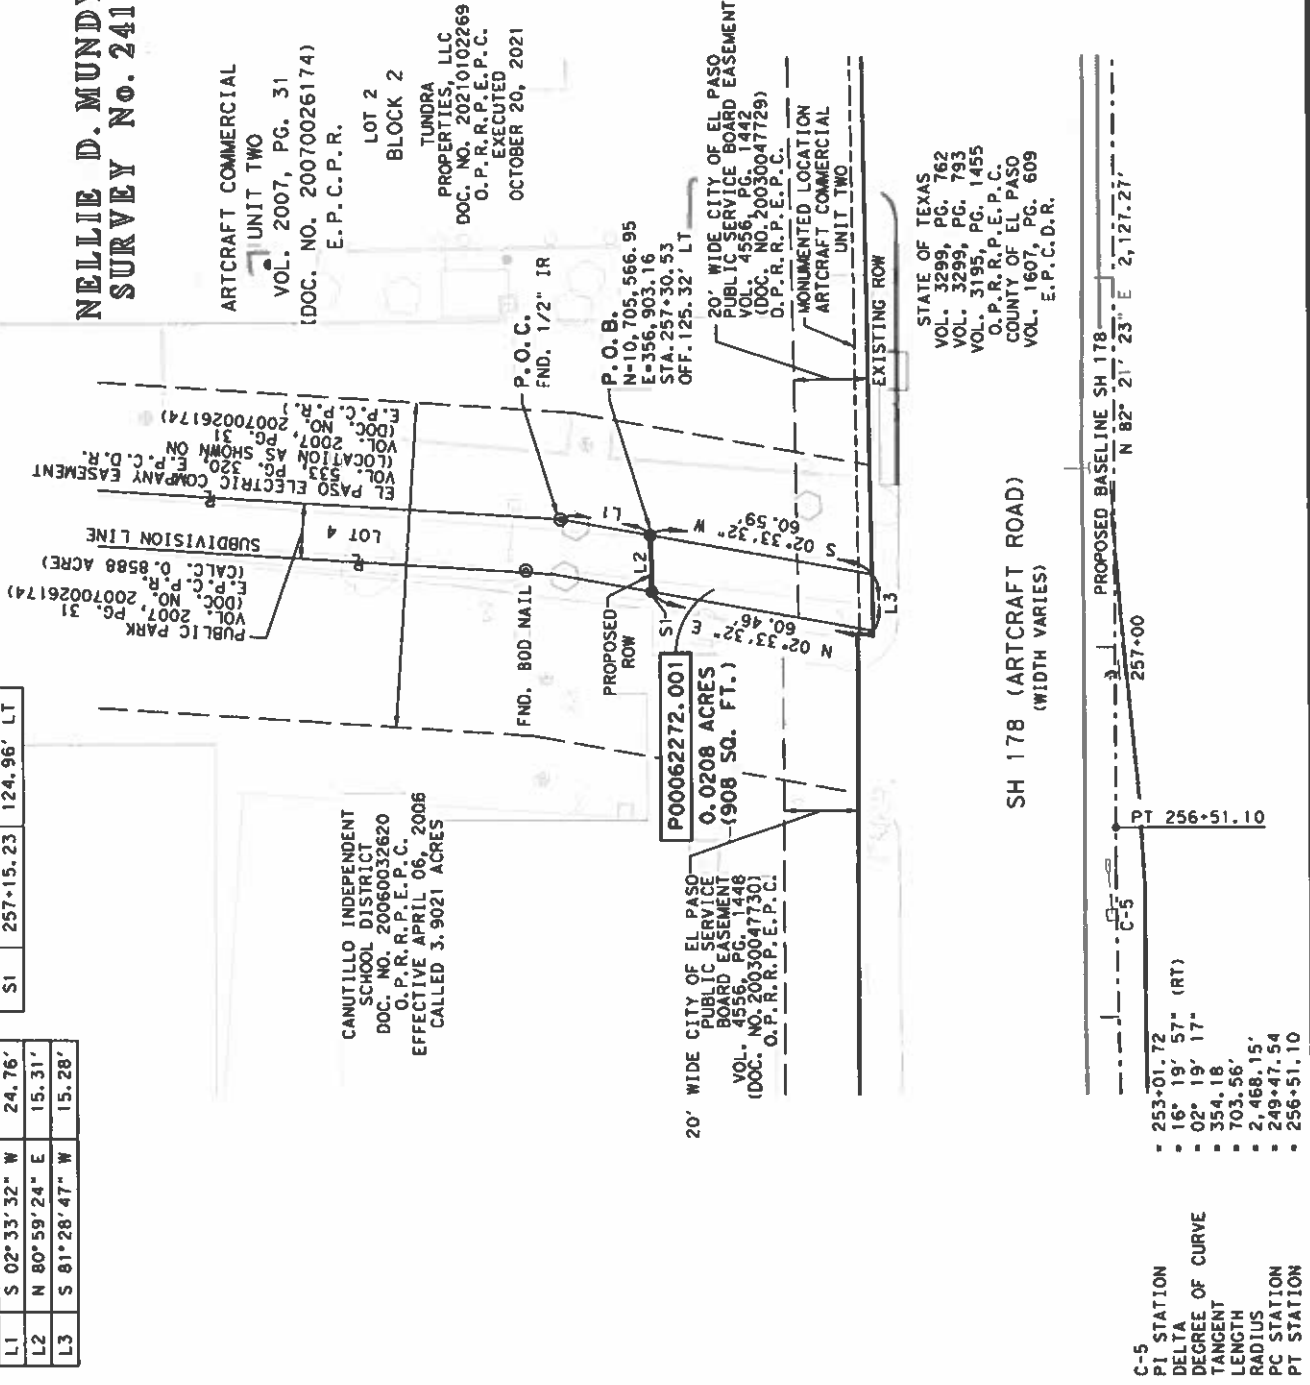 NELLIE D. MUNDY
SURVEY No. 241
ARTCRAFT COMMERCIAL
UNIT TWO
VOL. 2007, PG. 31
(DOC. NO. 20070026174)
E.P.C.P.R.
LOT 2
BLOCK 2
TUNDRA
PROPERTIES, LLC
DOC. NO. 20210102269
O.P.R.R.P.E.P.C.
EXECUTED
OCTOBER 20, 2021
S1 257+15.23 124.96' LT
L1 S 02°33'32" W 24.76'
L2 N 80°59'24" E 15.31'
L3 S 81°28'47" W 15.28'
EL PASO ELECTRIC COMPANY EASEMENT
VOL. 533, PG. 320, E.P.C.D.R.
(LOCATION AS SHOWN ON
VOL. 2007, PG. 31
(DOC. NO. 20070026174)
E.P.C.P.R.)
LOT 4
SUBDIVISION LINE
PUBLIC PARK
VOL. 2007, PG. 31
(DOC. NO. 20070026174)
E.P.C.P.R.
(CALC. 0.8588 ACRE)
P.O.C.
FND. 1/2" IR
P.O.B.
N=10,705,566.95
E=356,903.16
STA.257+30.53
OFF.125.32' LT
20' WIDE CITY OF EL PASO
PUBLIC SERVICE BOARD EASEMENT
VOL. 4556, PG. 1442
(DOC. NO.20030047729)
O.P.R.R.P.E.P.C.
MONUMENTED LOCATION
ARTCRAFT COMMERCIAL
UNIT TWO
EXISTING ROW
STATE OF TEXAS
VOL. 3299, PG. 762
VOL. 3299, PG. 793
VOL. 3195, PG. 1455
O.P.R.R.P.E.P.C.
COUNTY OF EL PASO
VOL. 1607, PG. 609
E.P.C.D.R.
FND. BOD NAIL
L1
L2
L3
S1
PROPOSED
ROW
S 02°33'32" W
60.59'
N 02°33'32" E
60.46'
P00062272.001
0.0208 ACRES
(908 SQ. FT.)
CANUTILLO INDEPENDENT
SCHOOL DISTRICT
DOC. NO. 20060032620
O.P.R.R.P.E.P.C.
EFFECTIVE APRIL 06, 2006
CALLED 3.9021 ACRES
20' WIDE CITY OF EL PASO
PUBLIC SERVICE
BOARD EASEMENT
VOL. 4556, PG. 1448
(DOC. NO.20030047730)
O.P.R.R.P.E.P.C.
SH 178 (ARTCRAFT ROAD)
(WIDTH VARIES)
PROPOSED BASELINE SH 178
N 82° 21' 23" E 2,127.27'
257+00
PT 256+51.10
C-5
C-5
PI STATION = 253+01.72
DELTA = 16° 19' 57" (RT)
DEGREE OF CURVE = 02° 19' 17"
TANGENT = 354.18
LENGTH = 703.56'
RADIUS = 2,468.15'
PC STATION = 249+47.54
PT STATION = 256+51.10